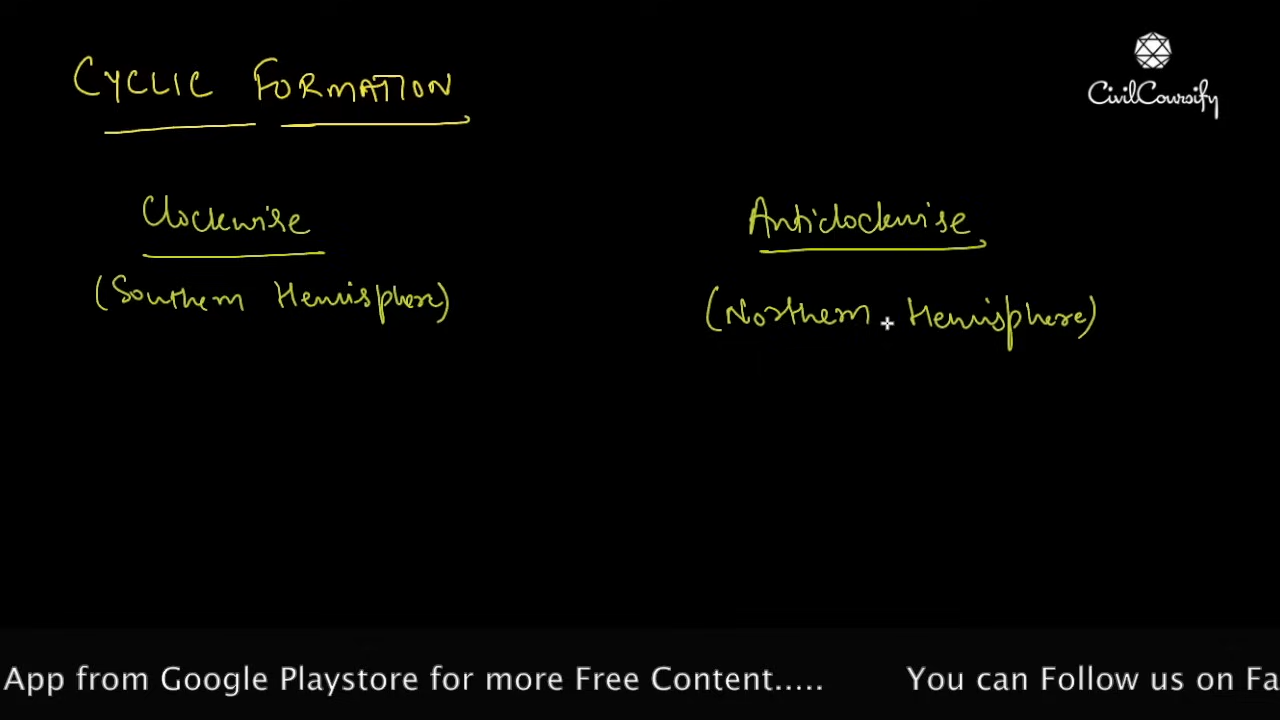 CYCLIC FORMATION
CivilCoursify
Clockwise
Anticlockwise
(Southern Hemisphere)
(Northern Hemisphere)
App from Google Playstore for more Free Content..... You can Follow us on Fa